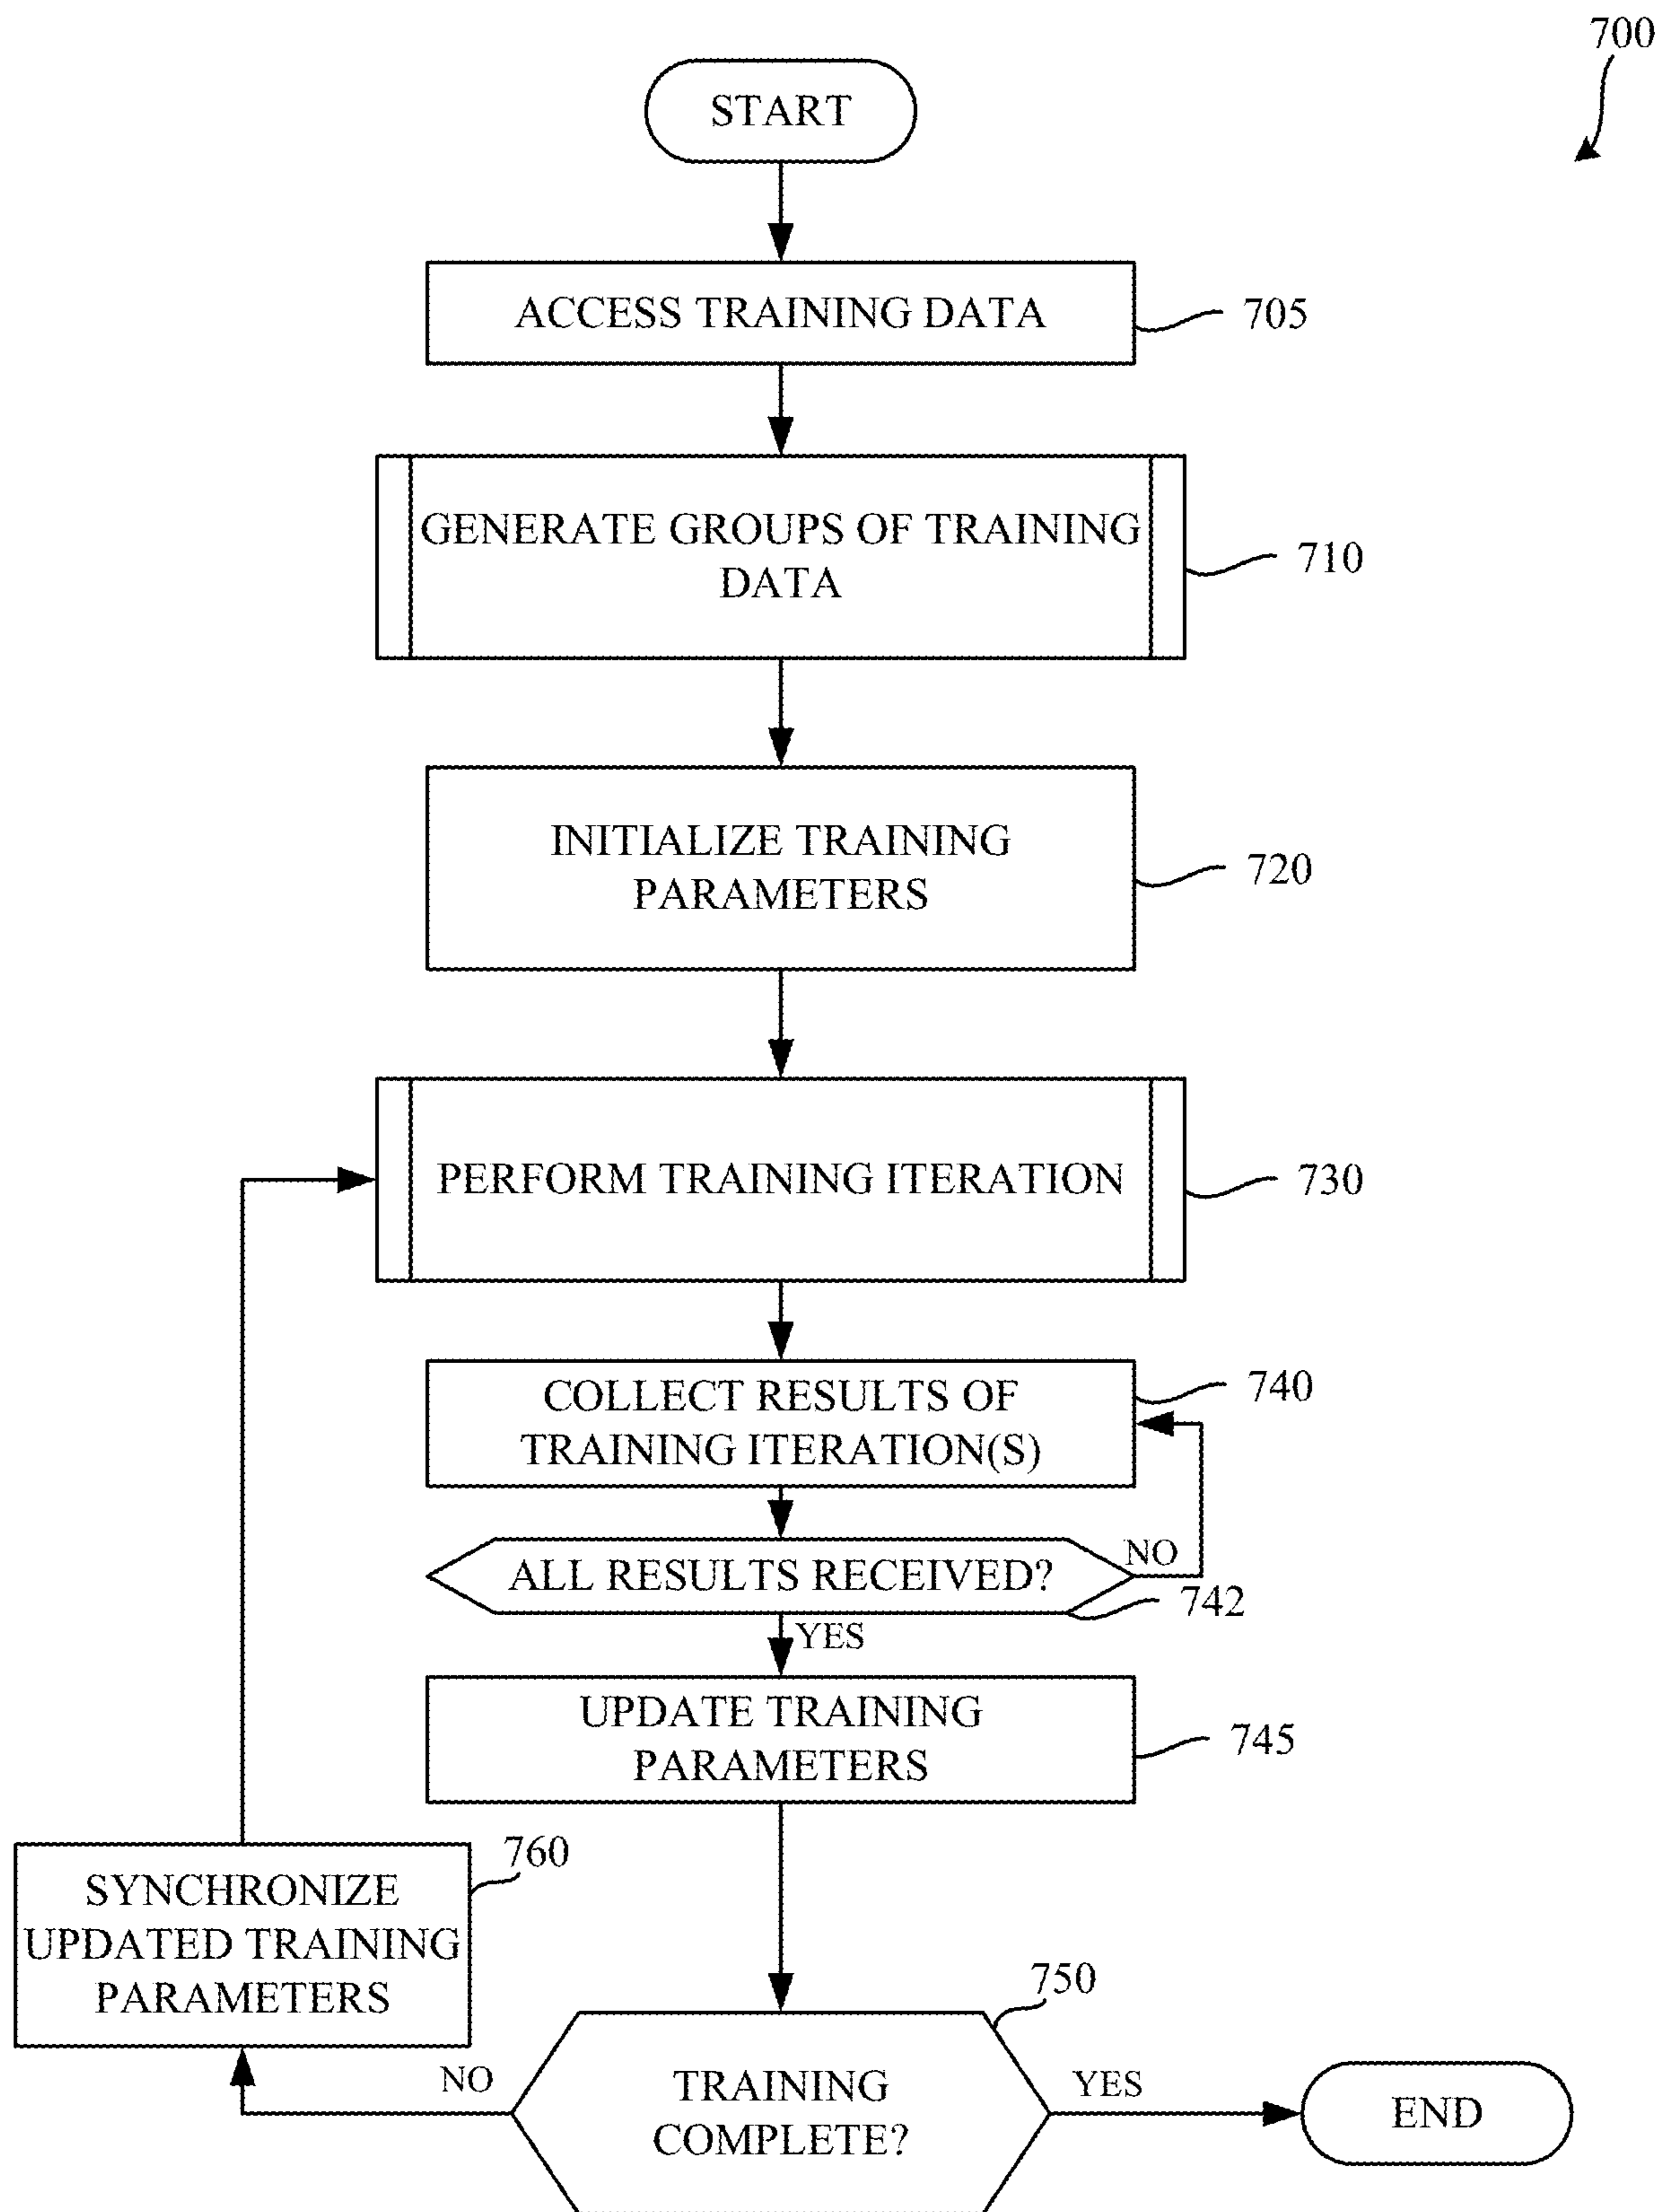 700
START
ACCESS TRAINING DATA
705
GENERATE GROUPS OF TRAINING
DATA
710
INITIALIZE TRAINING
PARAMETERS
720
PERFORM TRAINING ITERATION
730
COLLECT RESULTS OF
TRAINING ITERATION(S)
740
ALL RESULTS RECEIVED?
NO
742
YES
UPDATE TRAINING
PARAMETERS
745
760
SYNCHRONIZE
UPDATED TRAINING
PARAMETERS
750
NO
TRAINING
COMPLETE?
YES
END